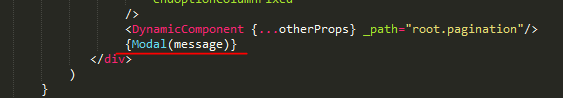 />
<DynamicComponent {...otherProps} _path="root.pagination"/>
{Modal(message)}
</div>
)
}